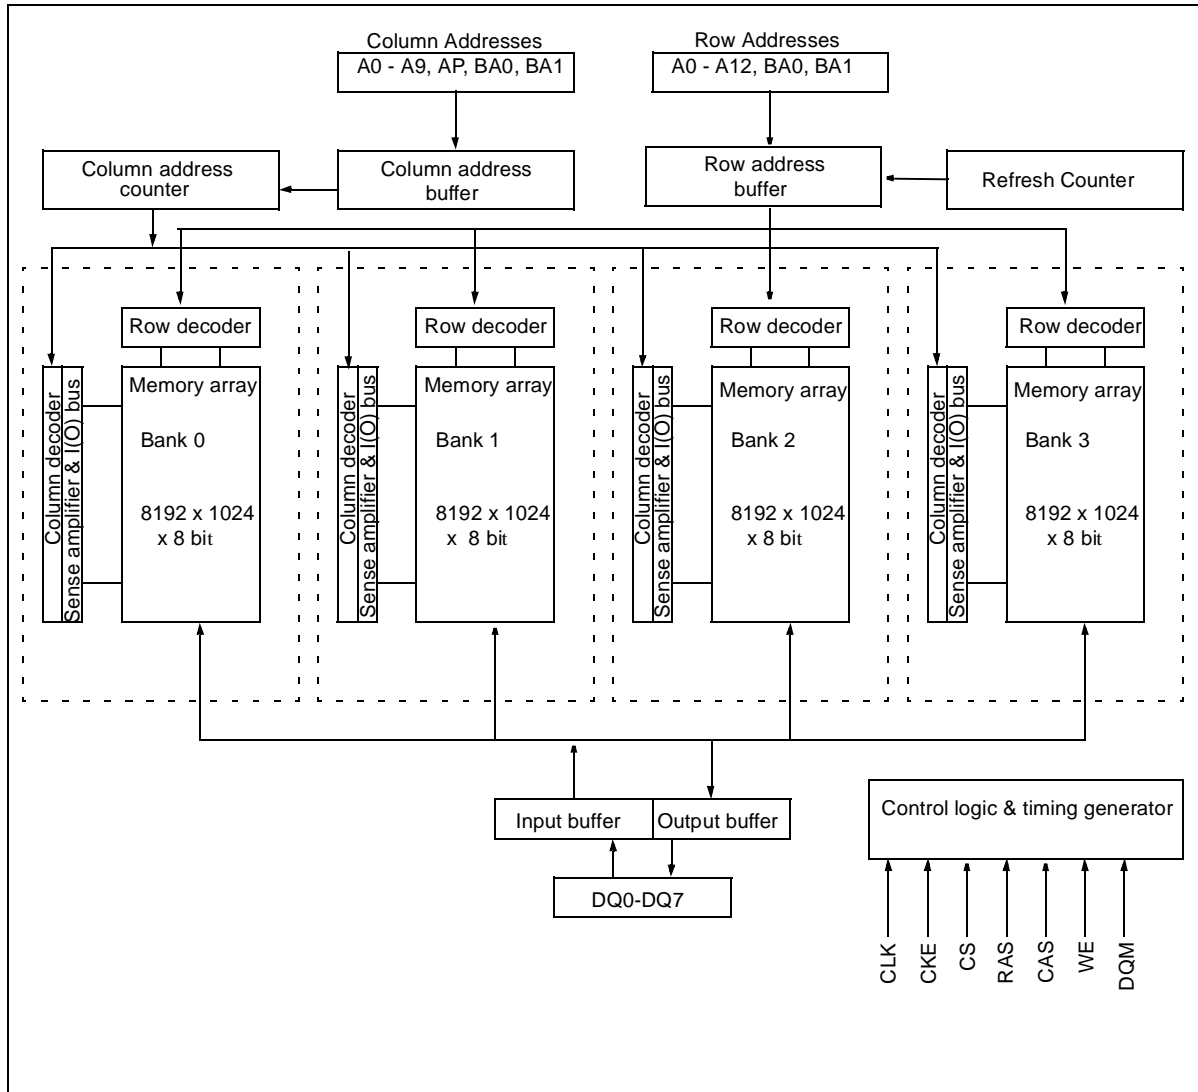 Column Addresses
A0 - A9, AP, BA0, BA1
Row Addresses
A0 - A12, BA0, BA1
Column address
counter
Column address
buffer
Row address
buffer
Refresh Counter
Row decoder
Row decoder
Row decoder
Row decoder
Column decoder
Sense amplifier & I(O) bus
Memory array
Bank 0
8192 x 1024
x 8 bit
Column decoder
Sense amplifier & I(O) bus
Memory array
Bank 1
8192 x 1024
x 8 bit
Column decoder
Sense amplifier & I(O) bus
Memory array
Bank 2
8192 x 1024
x 8 bit
Column decoder
Sense amplifier & I(O) bus
Memory array
Bank 3
8192 x 1024
x 8 bit
Input buffer
Output buffer
DQ0-DQ7
Control logic & timing generator
CLK
CKE
CS
RAS
CAS
WE
DQM